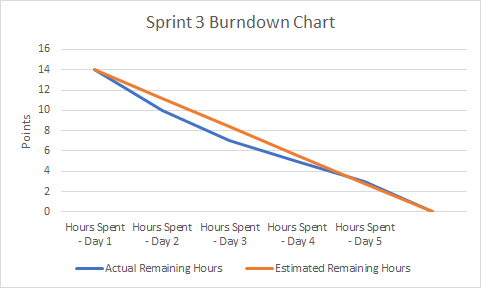 Sprint 3 Burndown Chart
16
14
12
10
8
6
4
2
0
Points
Hours Spent - Day 1
Hours Spent - Day 2
Hours Spent - Day 3
Hours Spent - Day 4
Hours Spent - Day 5
Actual Remaining Hours
Estimated Remaining Hours